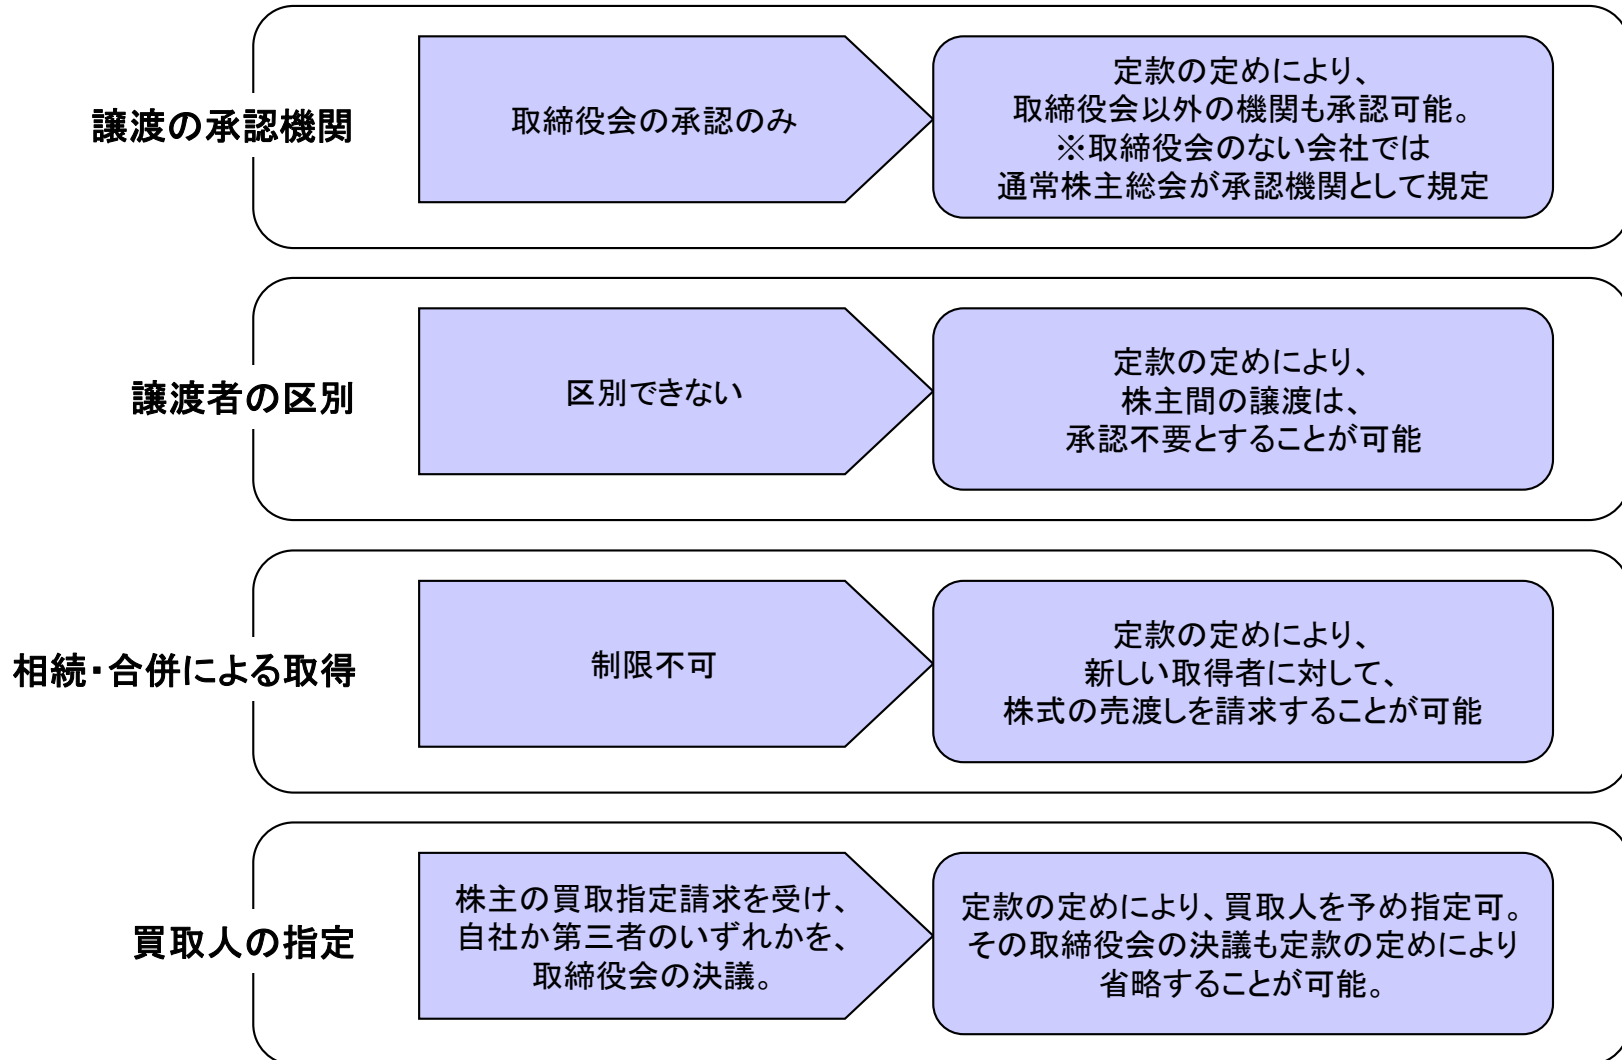 譲渡の承認機関
取締役会の承認のみ
定款の定めにより、
取締役会以外の機関も承認可能。
※取締役会のない会社では
通常株主総会が承認機関として規定
譲渡者の区別
区別できない
定款の定めにより、
株主間の譲渡は、
承認不要とすることが可能
相続・合併による取得
制限不可
定款の定めにより、
新しい取得者に対して、
株式の売渡しを請求することが可能
買取人の指定
株主の買取指定請求を受け、
自社か第三者のいずれかを、
取締役会の決議。
定款の定めにより、買取人を予め指定可。
その取締役会の決議も定款の定めにより
省略することが可能。